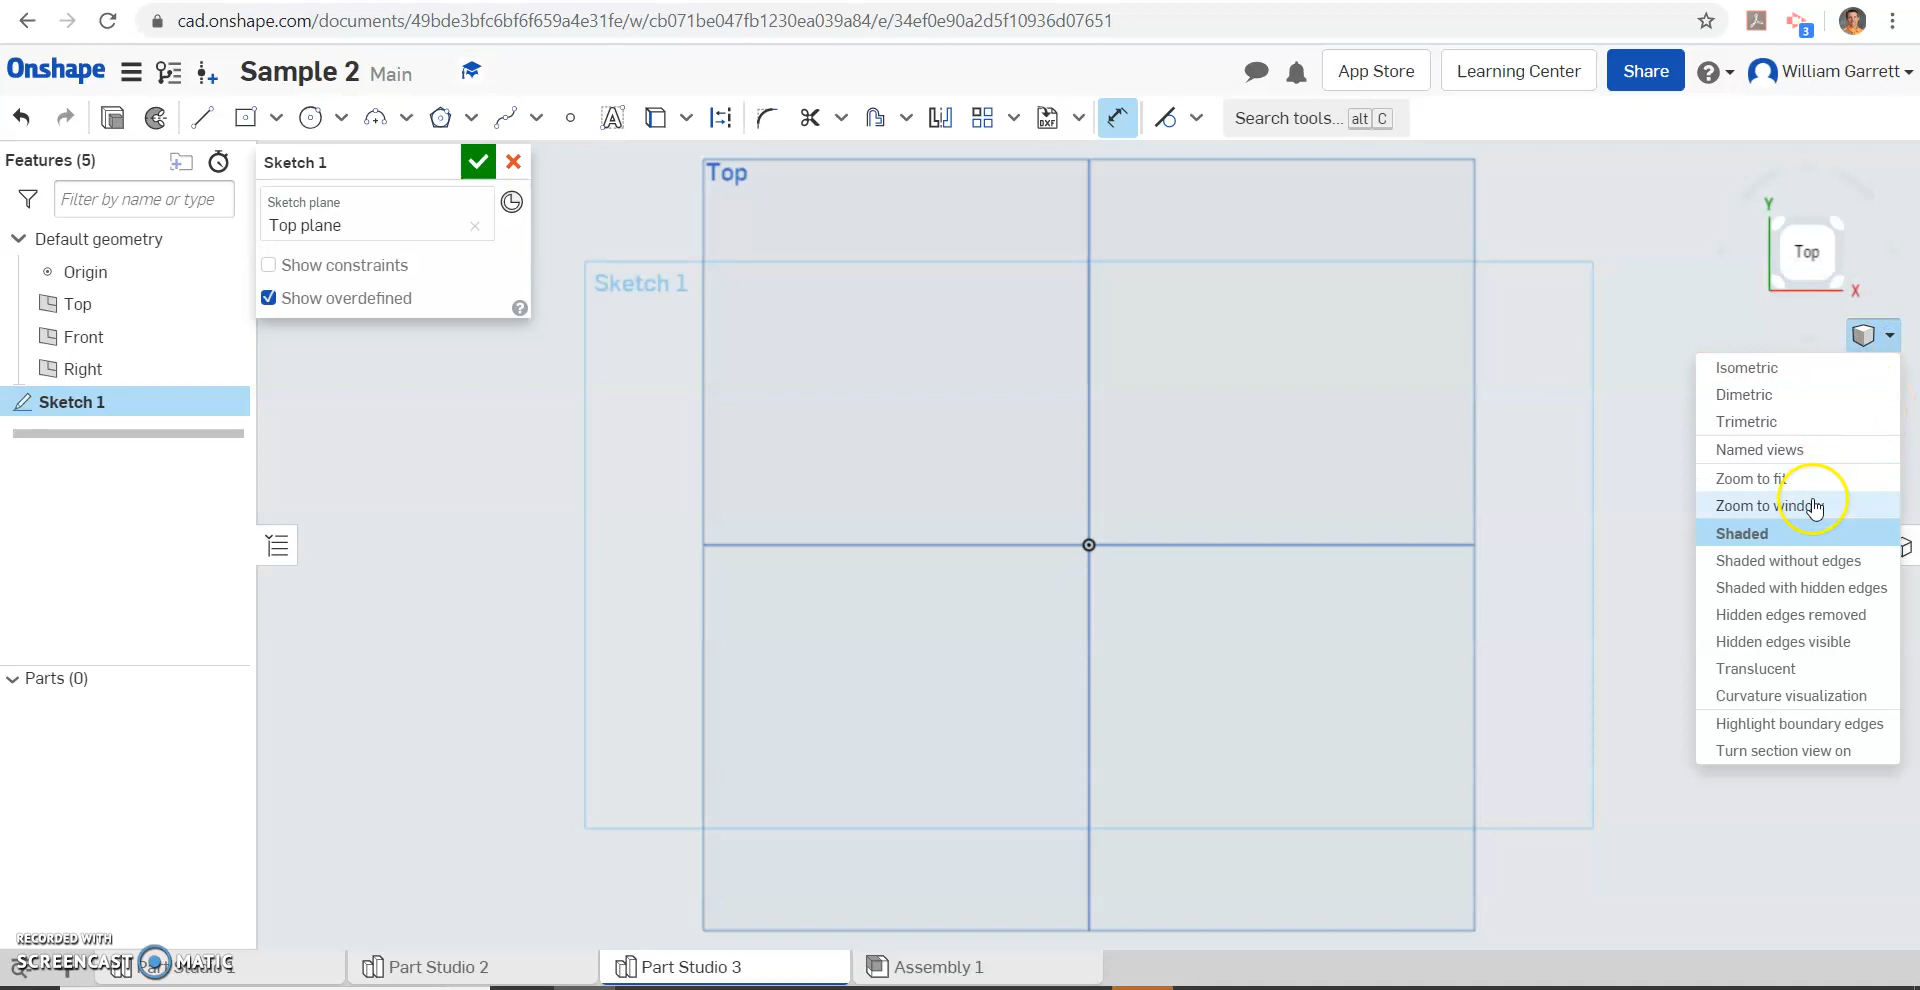 cad.onshape.com/documents/49bde3bfc6bf6f659a4e31fe/w/cb071be047fb1230ea039a84/e/34ef0e90a2d5f10936d07651
3
Onshape
Sample 2 Main
App Store
Learning Center
Share
William Garrett
Search tools... alt C
Features (5)
Filter by name or type
Default geometry
Origin
Top
Front
Right
Sketch 1
Parts (0)
Sketch 1
Sketch plane
Top plane
Show constraints
Show overdefined
Top
Sketch 1
Y
Top
X
Isometric
Dimetric
Trimetric
Named views
Zoom to fit
Zoom to window
Shaded
Shaded without edges
Shaded with hidden edges
Hidden edges removed
Hidden edges visible
Translucent
Curvature visualization
Highlight boundary edges
Turn section view on
RECORDED WITH
SCREENCAST MATIC
Part Studio 1
Part Studio 2
Part Studio 3
Assembly 1